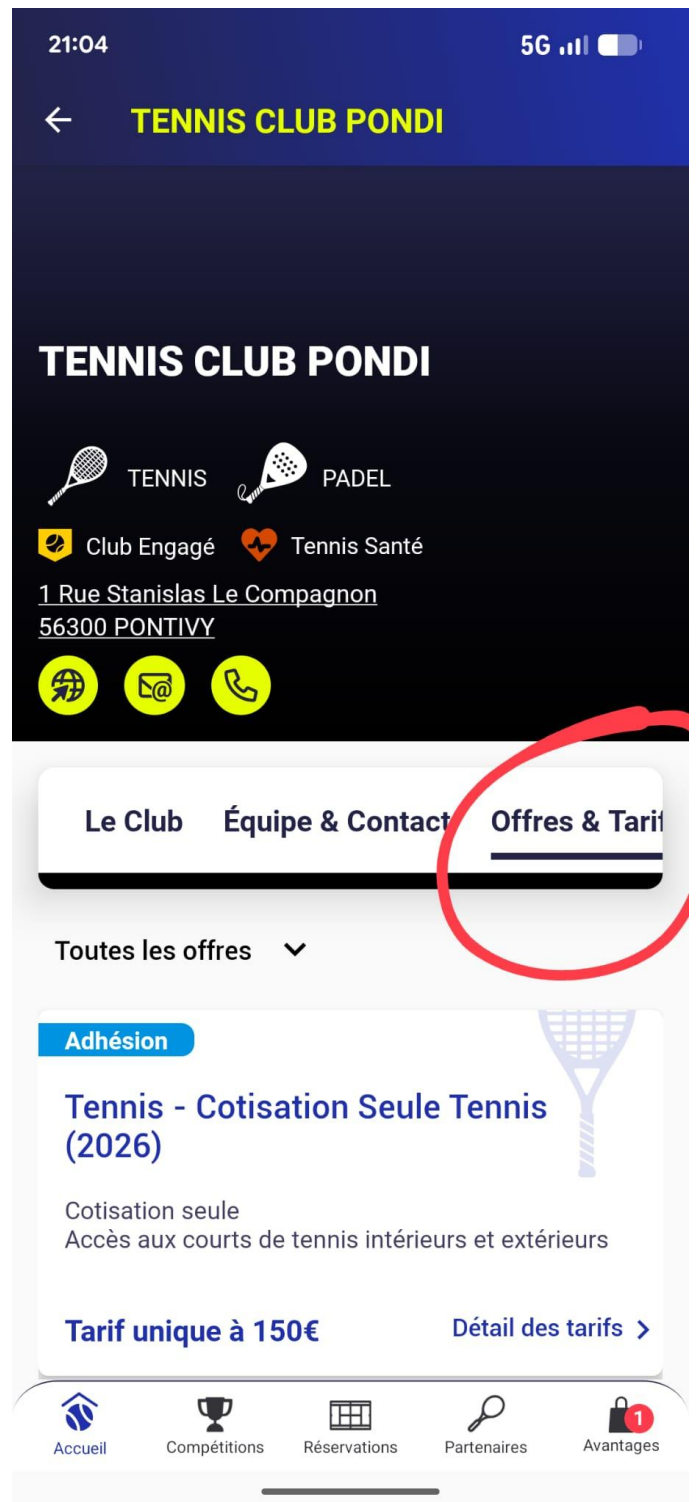 21:04 5G
TENNIS CLUB PONDI
TENNIS CLUB PONDI
TENNIS PADEL
Club Engagé Tennis Santé
1 Rue Stanislas Le Compagnon
56300 PONTIVY
Le Club Équipe & Contact Offres & Tarif
Toutes les offres
Adhésion
Tennis - Cotisation Seule Tennis
(2026)
Cotisation seule
Accès aux courts de tennis intérieurs et extérieurs
Tarif unique à 150€ Détail des tarifs
1
Accueil Compétitions Réservations Partenaires Avantages